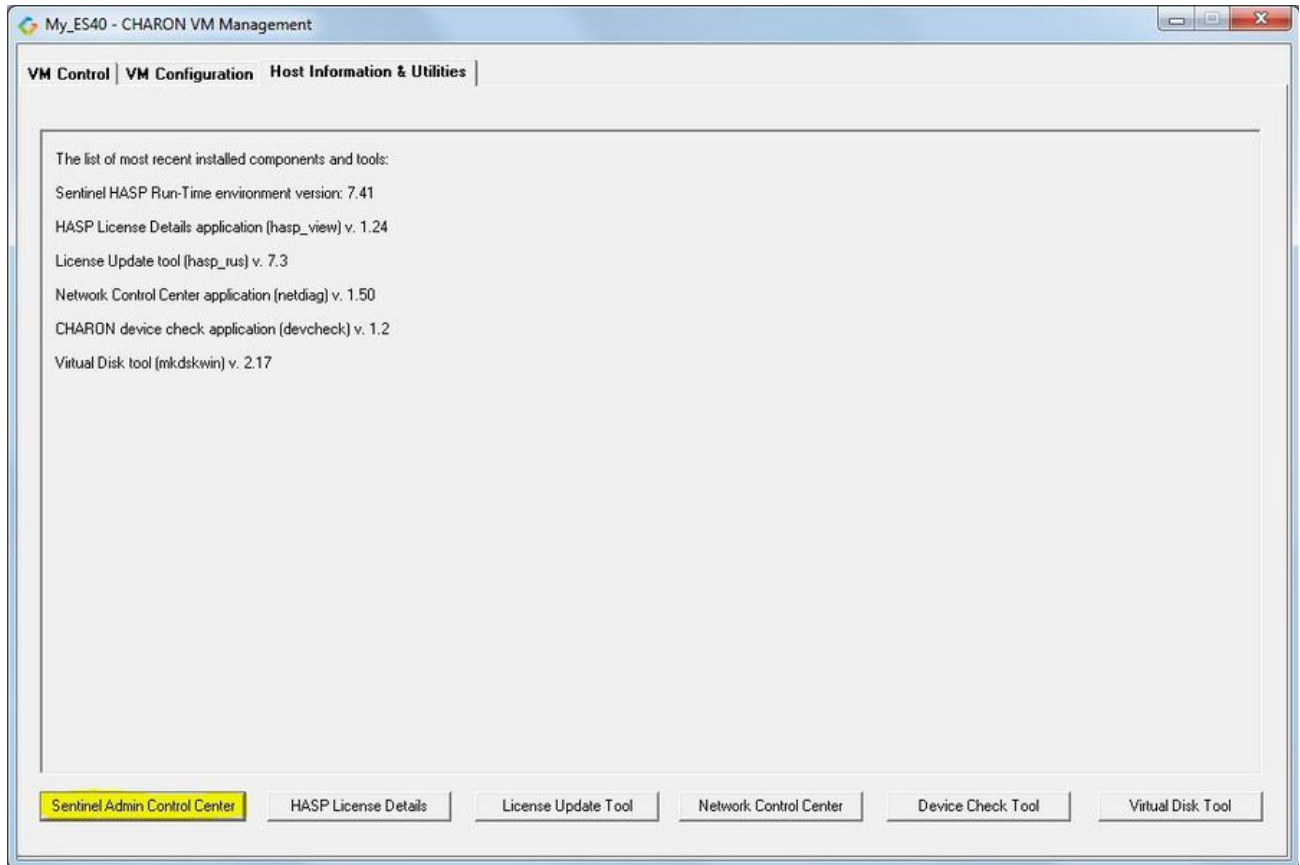 My_ES40 - CHARON VM Management
VM Control VM Configuration Host Information & Utilities
The list of most recent installed components and tools:
Sentinel HASP Run-Time environment version: 7.41
HASP License Details application (hasp_view) v. 1.24
License Update tool (hasp_rus) v. 7.3
Network Control Center application (netdiag) v. 1.50
CHARON device check application (devcheck) v. 1.2
Virtual Disk tool (mkdskwin) v. 2.17
Sentinel Admin Control Center HASP License Details License Update Tool Network Control Center Device Check Tool Virtual Disk Tool